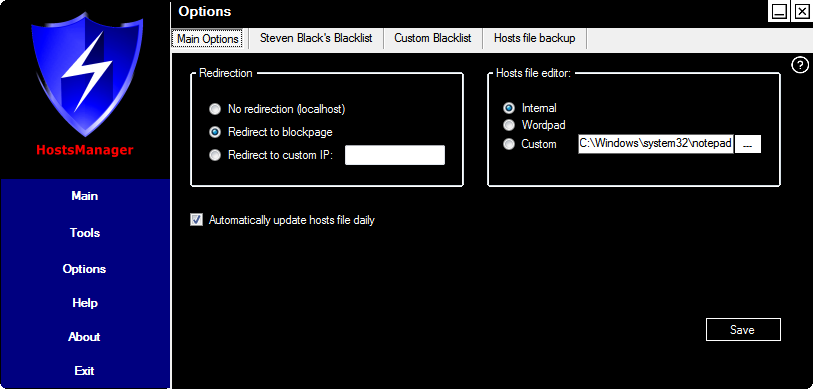 Options
Main Options
Steven Black's Blacklist
Custom Blacklist
Hosts file backup
HostsManager
Main
Tools
Options
Help
About
Exit
Redirection
No redirection (localhost)
Redirect to blockpage
Redirect to custom IP:
Hosts file editor:
Internal
Wordpad
Custom
C:\Windows\system32\notepad
...
?
Automatically update hosts file daily
Save